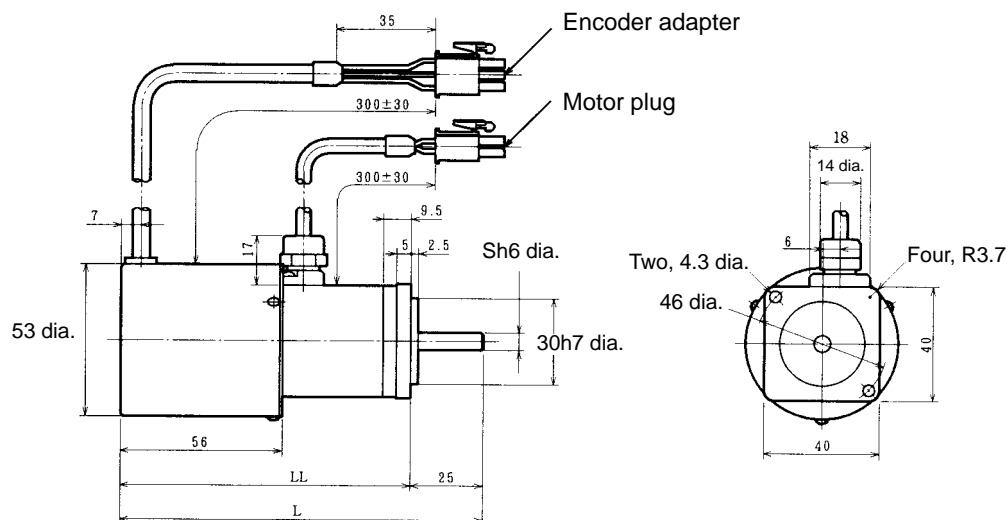 35
Encoder adapter
300±30
Motor plug
18
14 dia.
300±30
7
9.5
17
5
2.5
6
Sh6 dia.
Two, 4.3 dia.
Four, R3.7
46 dia.
53 dia.
30h7 dia.
40
56
40
LL
25
L